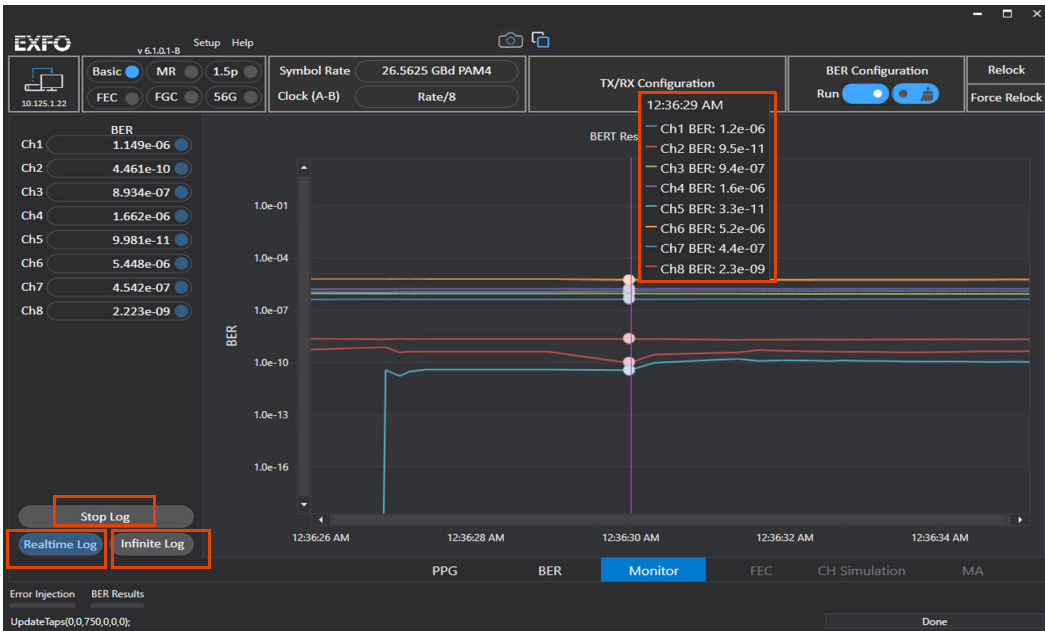 EXFO
v 6.1.0.1-B
Setup Help
10.125.1.22
Basic MR 1.5p
FEC FGC 56G
Symbol Rate 26.5625 GBd PAM4
Clock (A-B) Rate/8
TX/RX Configuration
BER Configuration
Run
Relock
Force Relock
BER
Ch1 1.149e-06
Ch2 4.461e-10
Ch3 8.934e-07
Ch4 1.662e-06
Ch5 9.981e-11
Ch6 5.448e-06
Ch7 4.542e-07
Ch8 2.223e-09
BERT Res
12:36:29 AM
Ch1 BER: 1.2e-06
Ch2 BER: 9.5e-11
Ch3 BER: 9.4e-07
Ch4 BER: 1.6e-06
Ch5 BER: 3.3e-11
Ch6 BER: 5.2e-06
Ch7 BER: 4.4e-07
Ch8 BER: 2.3e-09
BER
1.0e-01
1.0e-04
1.0e-07
1.0e-10
1.0e-13
1.0e-16
12:36:26 AM 12:36:28 AM 12:36:30 AM 12:36:32 AM 12:36:34 AM
Stop Log
Realtime Log Infinite Log
PPG BER Monitor FEC CH Simulation MA
Error Injection BER Results
UpdateTaps(0,0,750,0,0,0);
Done